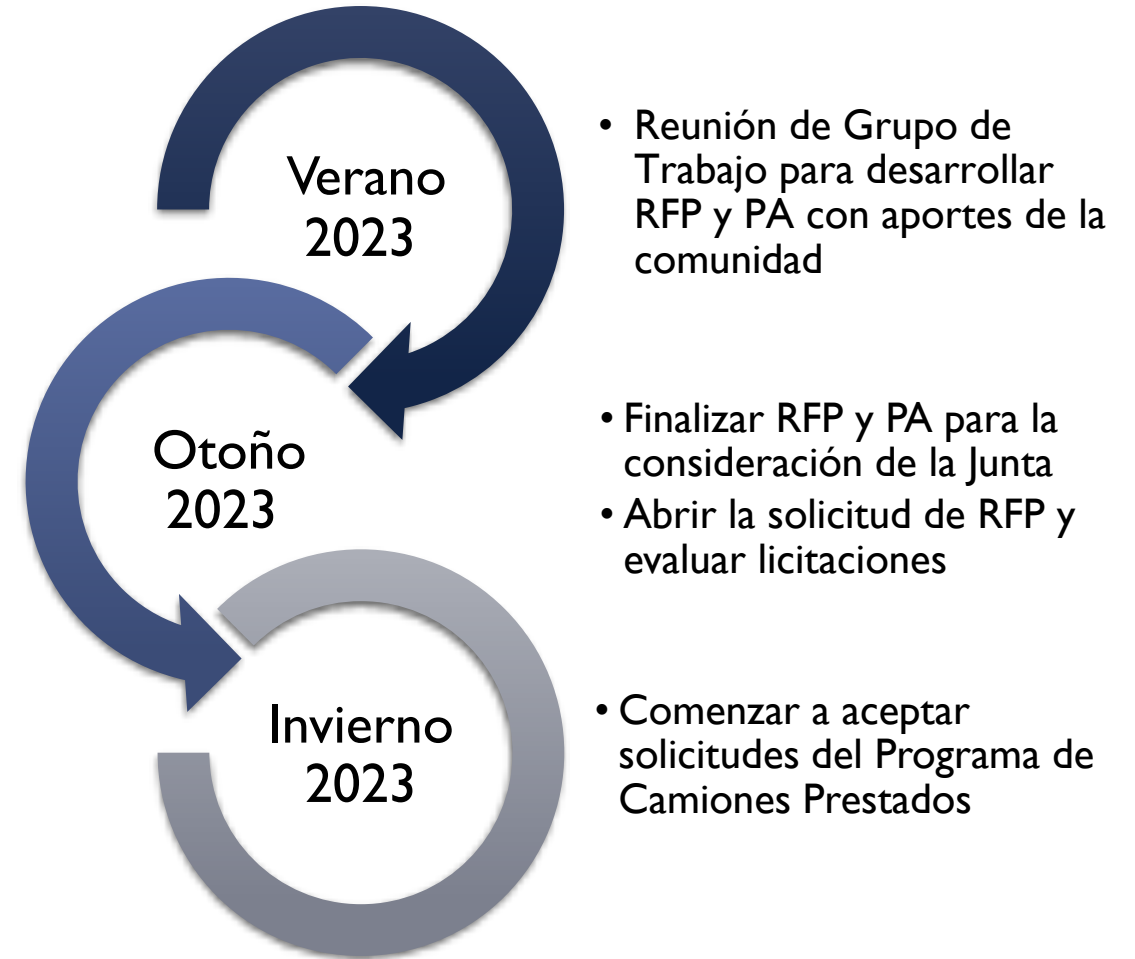 Verano
2023
• Reunión de Grupo de
Trabajo para desarrollar
RFP y PA con aportes de la
comunidad
Otoño
2023
• Finalizar RFP y PA para la
consideración de la Junta
• Abrir la solicitud de RFP y
evaluar licitaciones
Invierno
2023
• Comenzar a aceptar
solicitudes del Programa de
Camiones Prestados